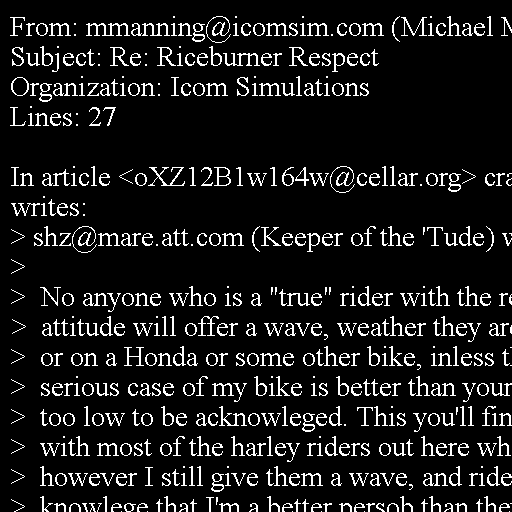 From: mmanning@icomsim.com (Michael M
Subject: Re: Riceburner Respect
Organization: Icom Simulations
Lines: 27

In article <oXZ12B1w164w@cellar.org> cra
writes:
> shz@mare.att.com (Keeper of the 'Tude) w
>
>  No anyone who is a "true" rider with the re
>  attitude will offer a wave, weather they are
>  or on a Honda or some other bike, inless th
>  serious case of my bike is better than your
>  too low to be acknowleged. This you'll fin
>  with most of the harley riders out here wh
>  however I still give them a wave, and ride
>  knowlege that I'm a better persob than they